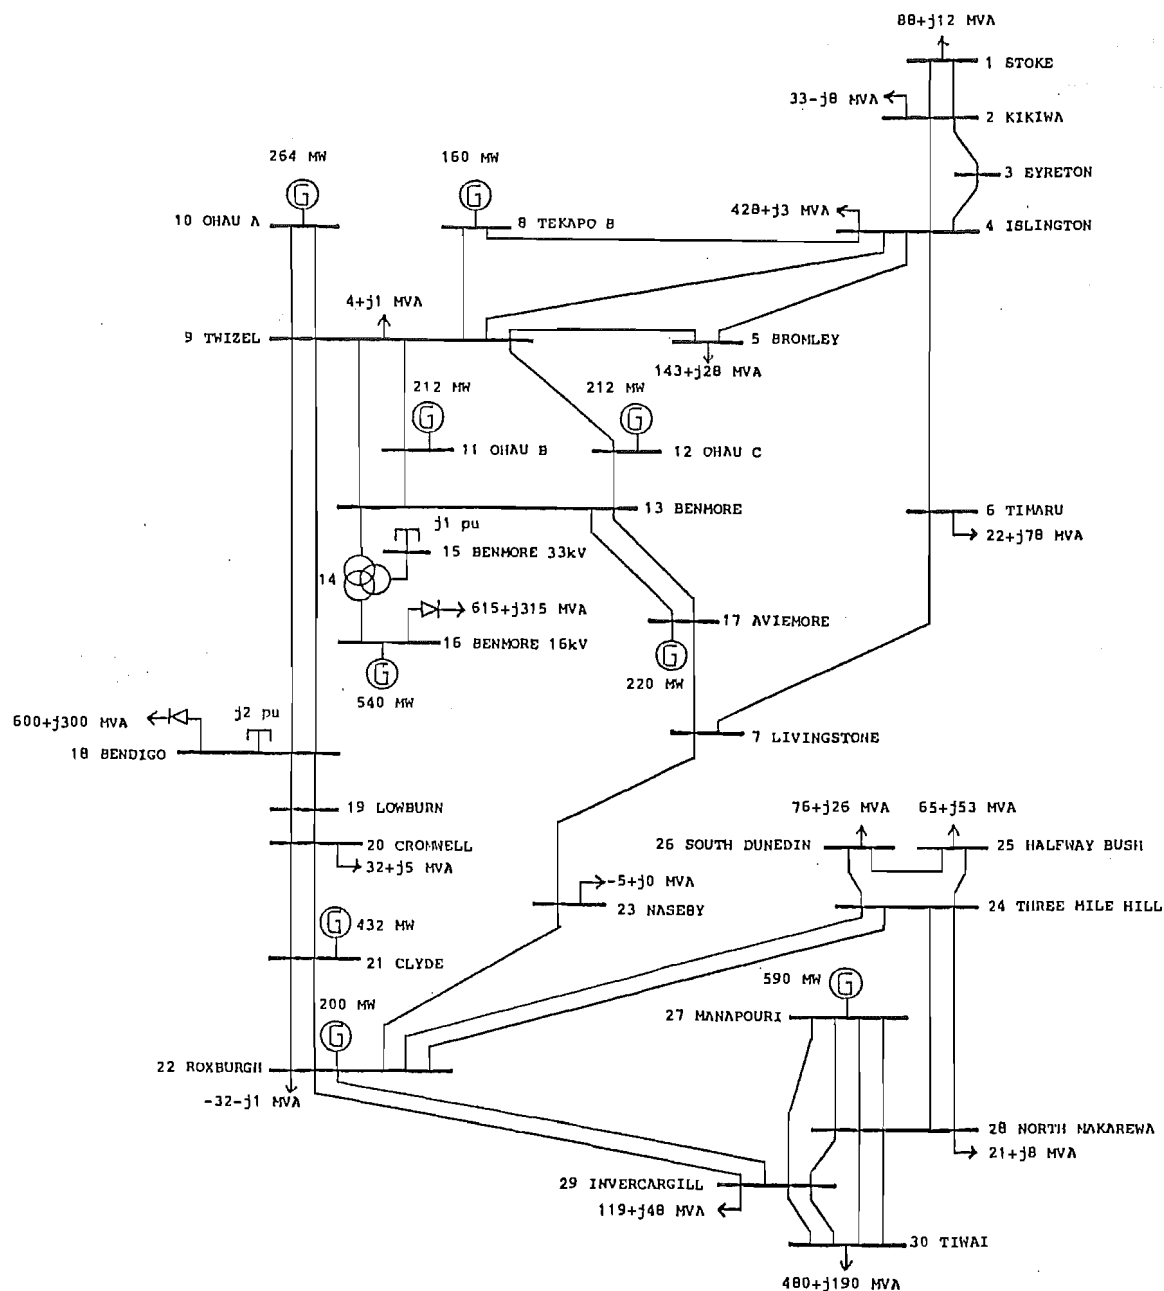 88+j12 MVA
1 STOKE
33-j8 MVA
2 KIKIWA
3 EYRETON
264 MW
160 MW
G
G
428+j3 MVA
10 OHAU A
8 TEKAPO B
4 ISLINGTON
4+j1 MVA
9 TWIZEL
5 BROMLEY
143+j28 MVA
212 MW
212 MW
G
G
11 OHAU B
12 OHAU C
13 BENMORE
6 TIMARU
j1 pu
22+j78 MVA
15 BENMORE 33kV
14
615+j315 MVA
17 AVIEMORE
16 BENMORE 16kV
G
G
220 MW
540 MW
600+j300 MVA
j2 pu
7 LIVINGSTONE
18 BENDIGO
19 LOWBURN
76+j26 MVA
65+j53 MVA
20 CROMWELL
26 SOUTH DUNEDIN
25 HALFWAY BUSH
32+j5 MVA
-5+j0 MVA
23 NASEBY
24 THREE MILE HILL
G
432 MW
21 CLYDE
590 MW
G
200 MW
27 MANAPOURI
G
22 ROXBURGH
-32-j1 MVA
28 NORTH MAKAREWA
21+j8 MVA
29 INVERCARGILL
119+j48 MVA
30 TIWAI
480+j190 MVA